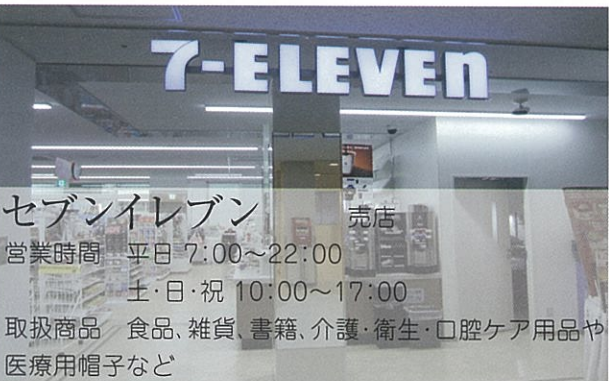 7-ELEVEn
セブンイレブン 売店
営業時間 平日 7:00～22:00
土・日・祝 10:00～17:00
取扱商品 食品、雑貨、書籍、介護・衛生・口腔ケア用品や
医療用帽子など